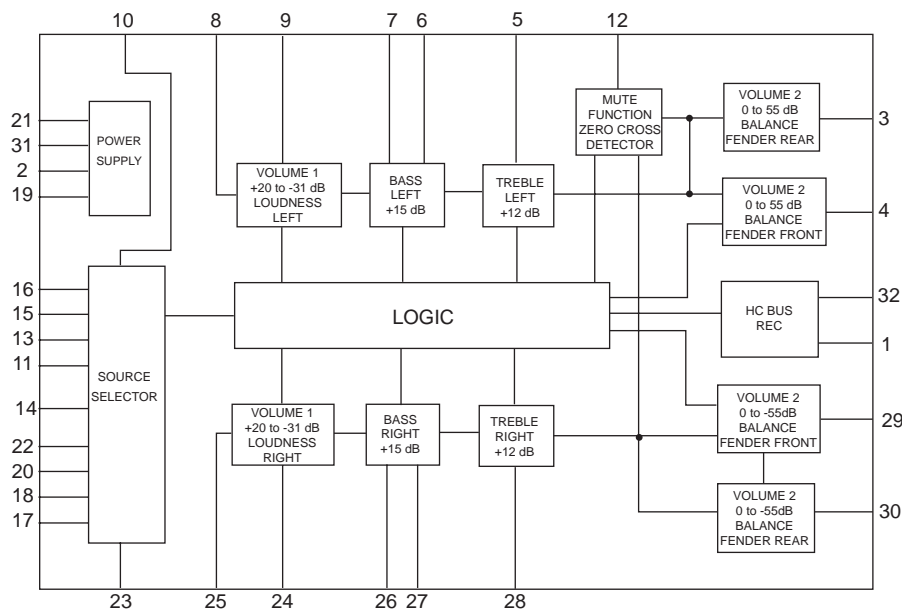 10
8
9
7
6
5
12
21
31
2
19
POWER
SUPPLY
VOLUME 1
+20 to -31 dB
LOUDNESS
LEFT
BASS
LEFT
+15 dB
TREBLE
LEFT
+12 dB
MUTE
FUNCTION
ZERO CROSS
DETECTOR
VOLUME 2
0 to 55 dB
BALANCE
FENDER REAR
3
VOLUME 2
0 to 55 dB
BALANCE
FENDER FRONT
4
16
15
13
11
14
22
20
18
17
SOURCE
SELECTOR
LOGIC
HC BUS
REC
32
1
VOLUME 1
+20 to -31 dB
LOUDNESS
RIGHT
BASS
RIGHT
+15 dB
TREBLE
RIGHT
+12 dB
VOLUME 2
0 to -55dB
BALANCE
FENDER FRONT
29
VOLUME 2
0 to -55dB
BALANCE
FENDER REAR
30
23
25
24
26
27
28